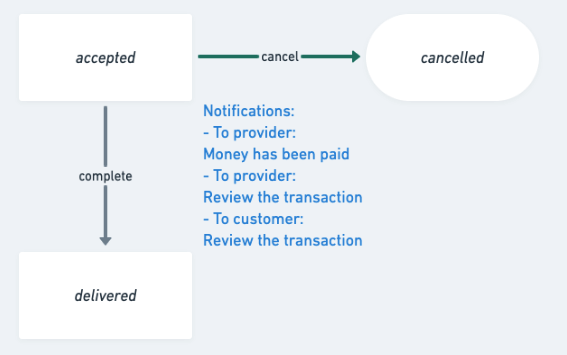 accepted
cancel
cancelled
Notifications:
- To provider:
Money has been paid
- To provider:
Review the transaction
- To customer:
Review the transaction
complete
delivered